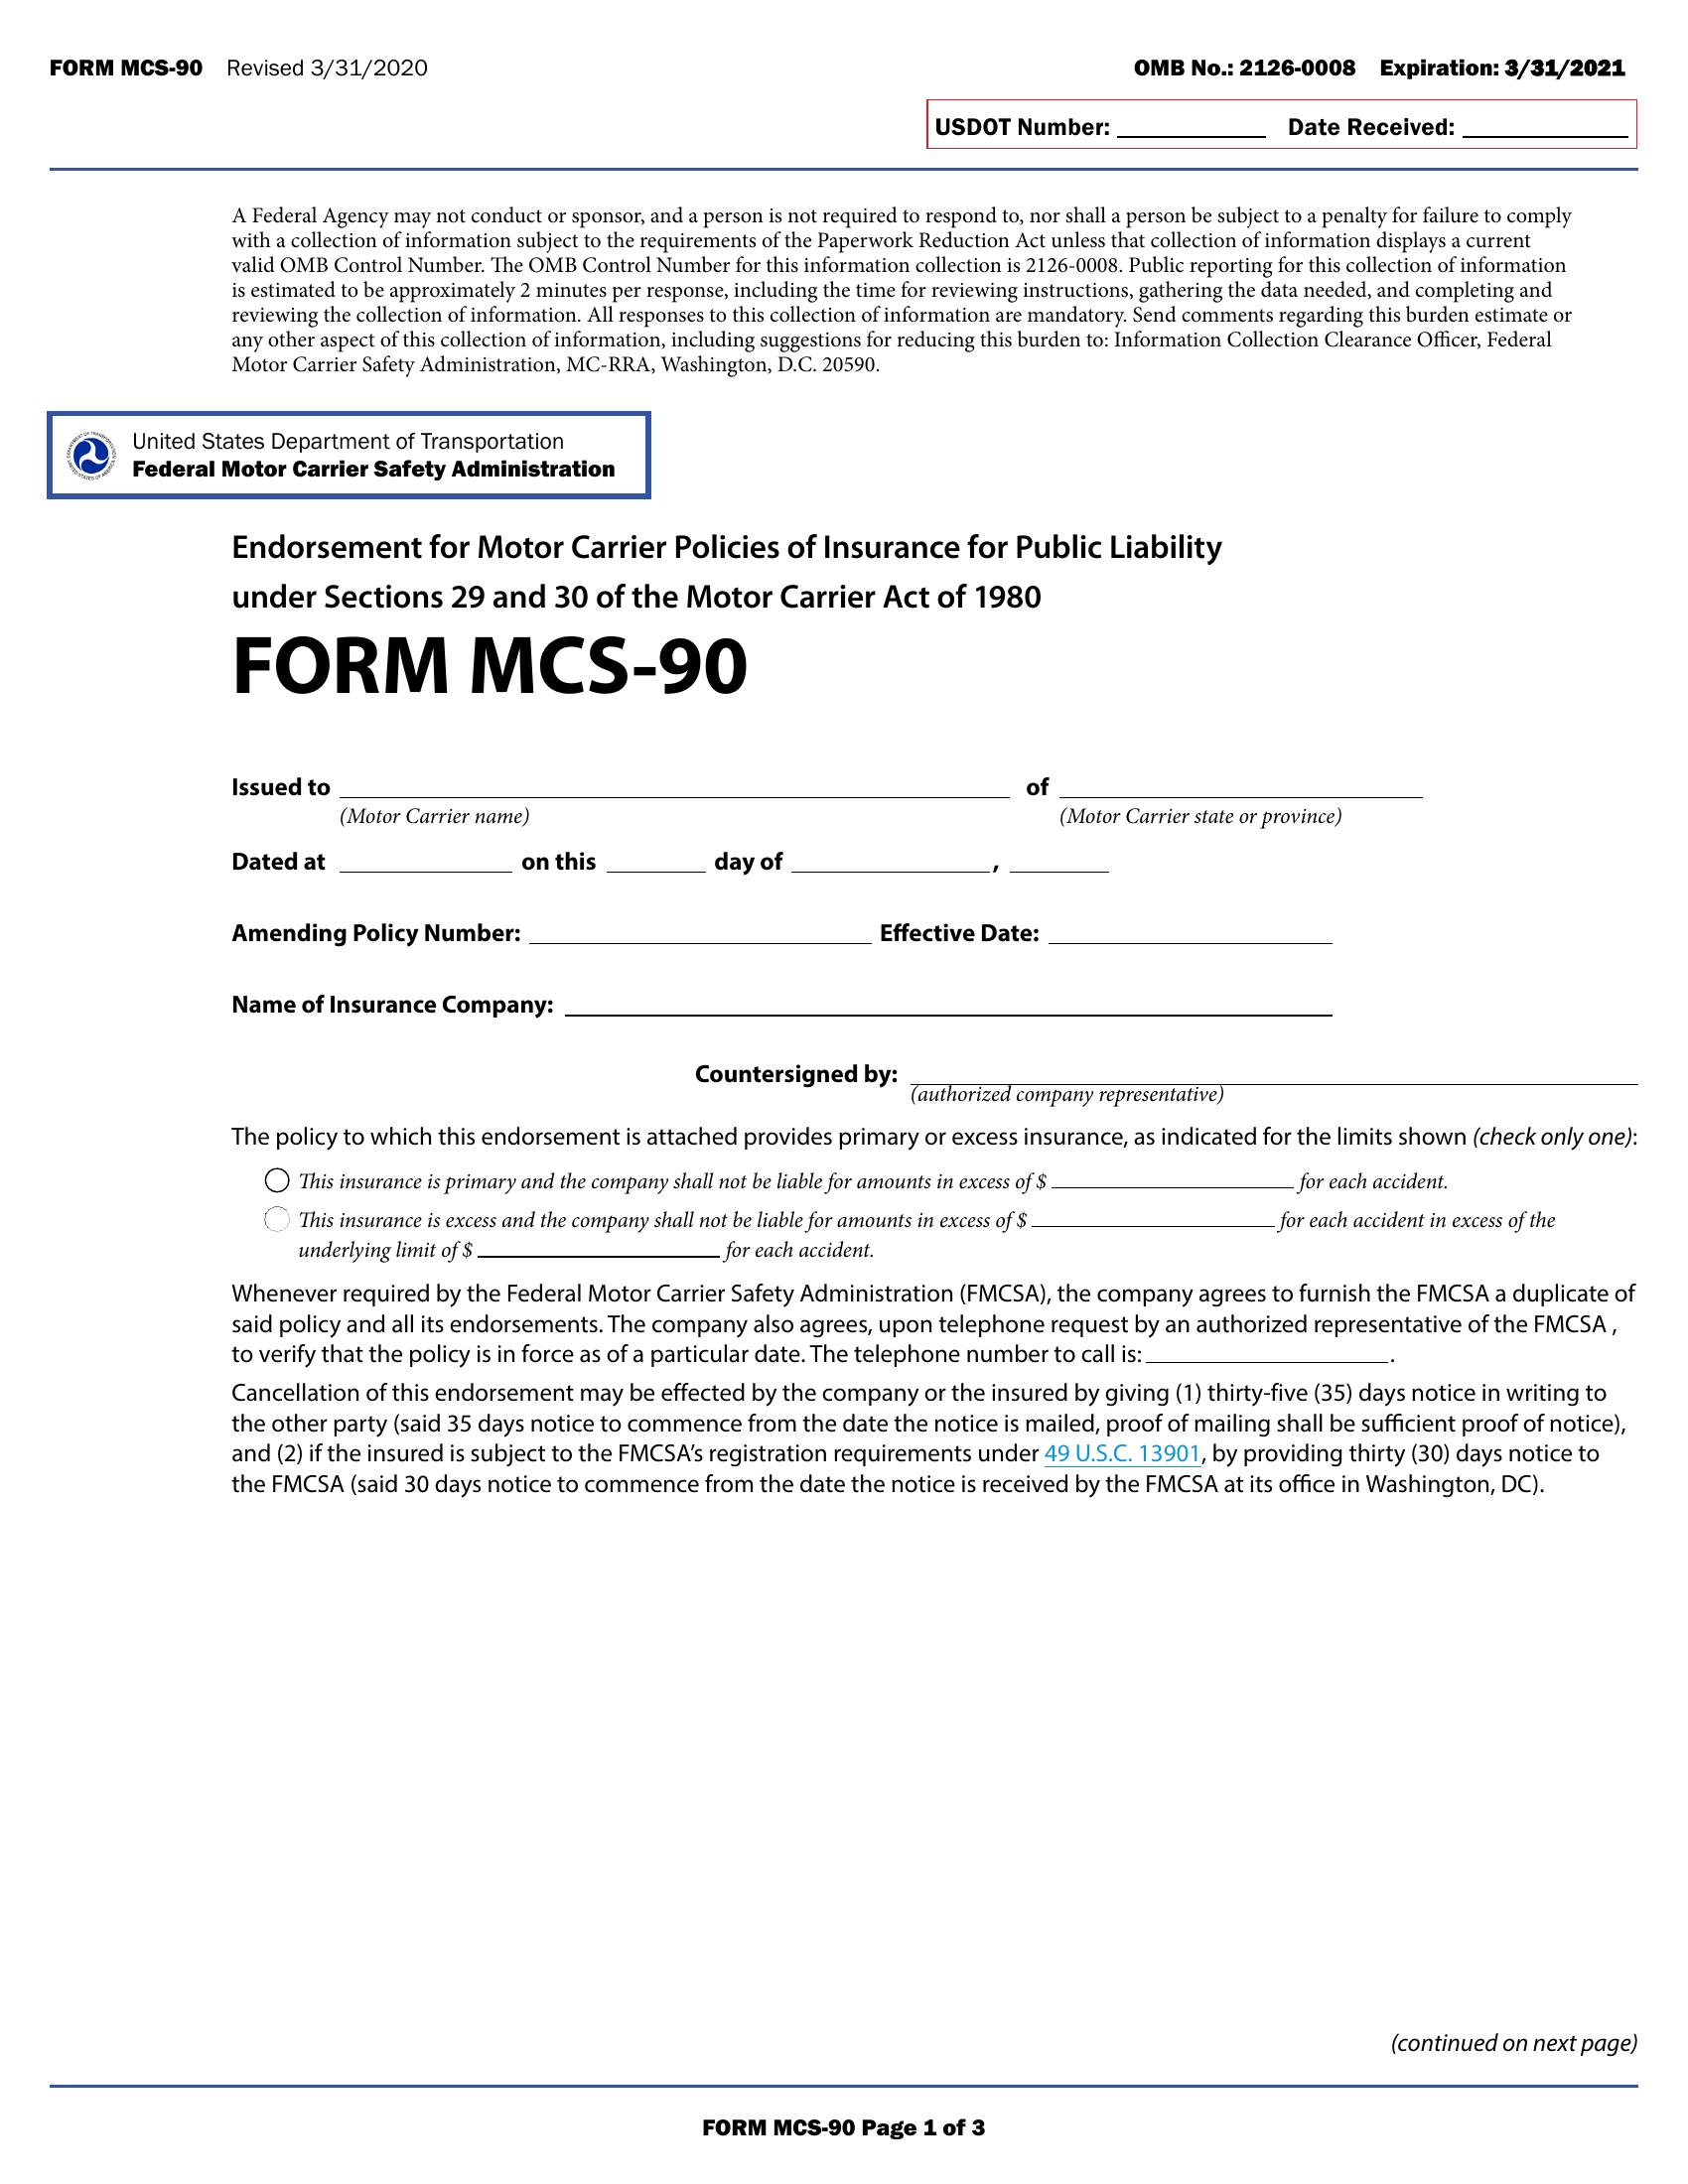 FORM MCS-90 Revised 3/31/2020 OMB No.: 2126-0008 Expiration: 3/31/2021
USDOT Number: Date Received:
A Federal Agency may not conduct or sponsor, and a person is not required to respond to, nor shall a person be subject to a penalty for failure to comply
with a collection of information subject to the requirements of the Paperwork Reduction Act unless that collection of information displays a current
valid OMB Control Number. The OMB Control Number for this information collection is 2126-0008. Public reporting for this collection of information
is estimated to be approximately 2 minutes per response, including the time for reviewing instructions, gathering the data needed, and completing and
reviewing the collection of information. All responses to this collection of information are mandatory. Send comments regarding this burden estimate or
any other aspect of this collection of information, including suggestions for reducing this burden to: Information Collection Clearance Officer, Federal
Motor Carrier Safety Administration, MC-RRA, Washington, D.C. 20590.
United States Department of Transportation
Federal Motor Carrier Safety Administration
Endorsement for Motor Carrier Policies of Insurance for Public Liability
under Sections 29 and 30 of the Motor Carrier Act of 1980
FORM MCS-90
Issued to of
(Motor Carrier name) (Motor Carrier state or province)
Dated at on this day of ,
Amending Policy Number: Effective Date:
Name of Insurance Company:
Countersigned by:
(authorized company representative)
The policy to which this endorsement is attached provides primary or excess insurance, as indicated for the limits shown (check only one):
This insurance is primary and the company shall not be liable for amounts in excess of $ for each accident.
This insurance is excess and the company shall not be liable for amounts in excess of $ for each accident in excess of the
underlying limit of $ for each accident.
Whenever required by the Federal Motor Carrier Safety Administration (FMCSA), the company agrees to furnish the FMCSA a duplicate of
said policy and all its endorsements. The company also agrees, upon telephone request by an authorized representative of the FMCSA ,
to verify that the policy is in force as of a particular date. The telephone number to call is: .
Cancellation of this endorsement may be effected by the company or the insured by giving (1) thirty-five (35) days notice in writing to
the other party (said 35 days notice to commence from the date the notice is mailed, proof of mailing shall be sufficient proof of notice),
and (2) if the insured is subject to the FMCSA's registration requirements under 49 U.S.C. 13901, by providing thirty (30) days notice to
the FMCSA (said 30 days notice to commence from the date the notice is received by the FMCSA at its office in Washington, DC).
(continued on next page)
FORM MCS-90 Page 1 of 3